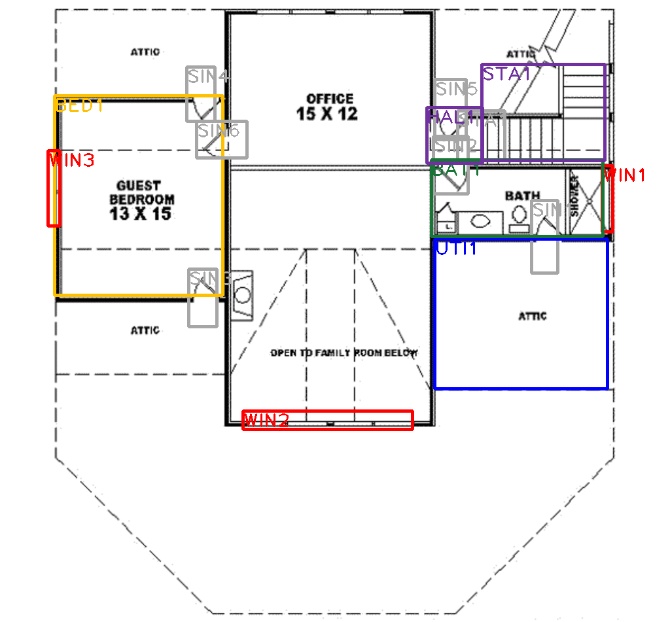 ATTIC
ATTIC
SIN4
STA1
SIN5
BED1
OFFICE
15 X 12
HAL1
SIN6
SIN2
WIN3
BAT1
WIN1
GUEST
BEDROOM
13 X 15
BATH
SHOWER
SIN1
UTI1
SIN3
ATTIC
ATTIC
OPEN TO FAMILY ROOM BELOW
WIN2